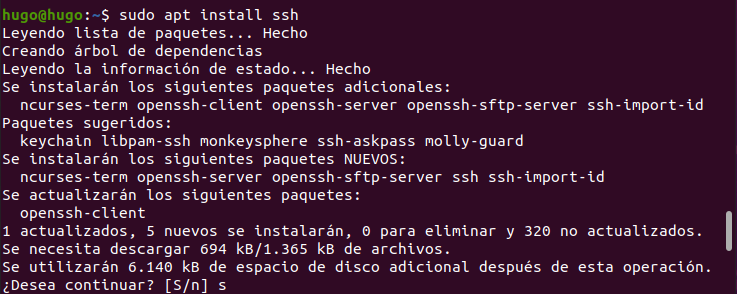 hugo@hugo:~$ sudo apt install ssh
Leyendo lista de paquetes... Hecho
Creando árbol de dependencias
Leyendo la información de estado... Hecho
Se instalarán los siguientes paquetes adicionales:
  ncurses-term openssh-client openssh-server openssh-sftp-server ssh-import-id
Paquetes sugeridos:
  keychain libpam-ssh monkeysphere ssh-askpass molly-guard
Se instalarán los siguientes paquetes NUEVOS:
  ncurses-term openssh-server openssh-sftp-server ssh ssh-import-id
Se actualizarán los siguientes paquetes:
  openssh-client
1 actualizados, 5 nuevos se instalarán, 0 para eliminar y 320 no actualizados.
Se necesita descargar 694 kB/1.365 kB de archivos.
Se utilizarán 6.140 kB de espacio de disco adicional después de esta operación.
¿Desea continuar? [S/n] s